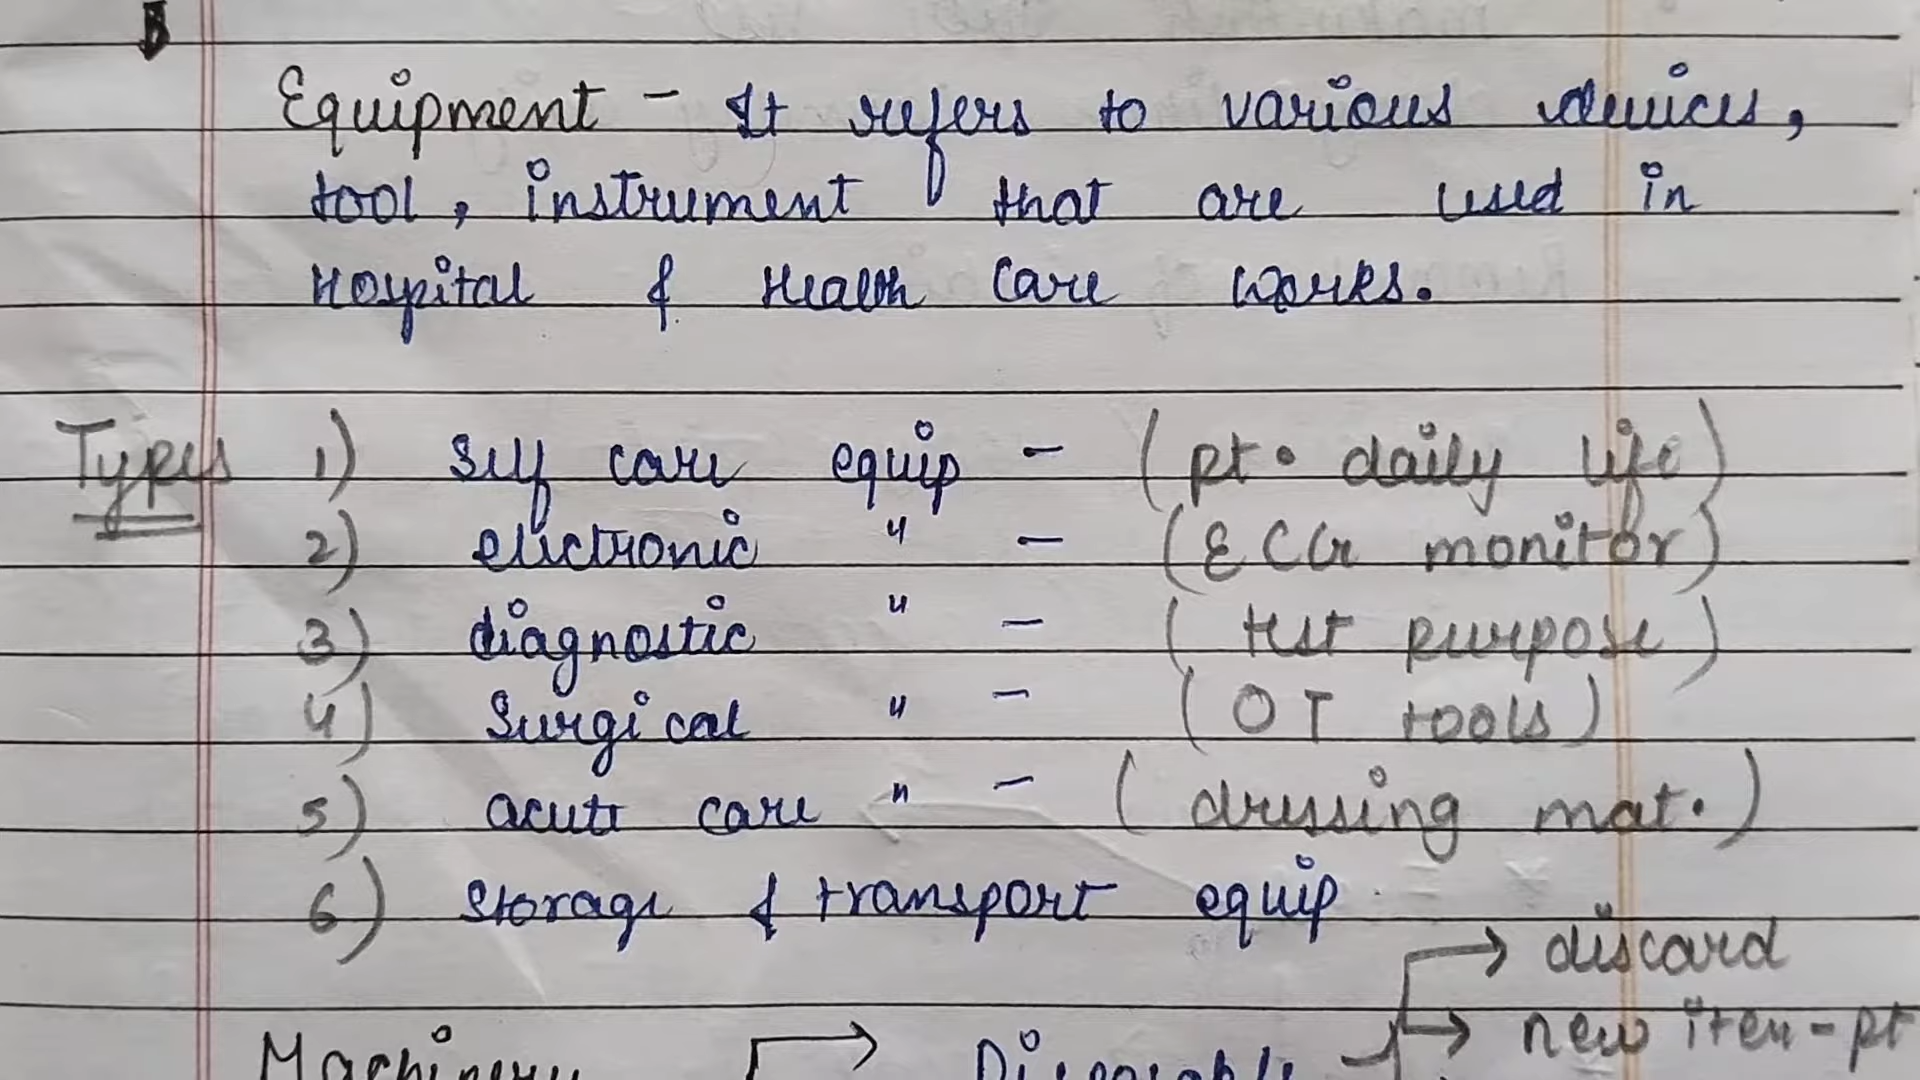 Equipment - It refers to various devices,
tool, instrument that are used in
Hospital & Health Care works.
Types 1) Self care equip - (pt. daily life)
2) electronic " - (ECG monitor)
3) diagnostic " - (test purpose)
4) Surgical " - (OT tools)
5) acute care " - (dressing mat.)
6) storage & transport equip
→ discard
Machinery → Disposable → new item - pt